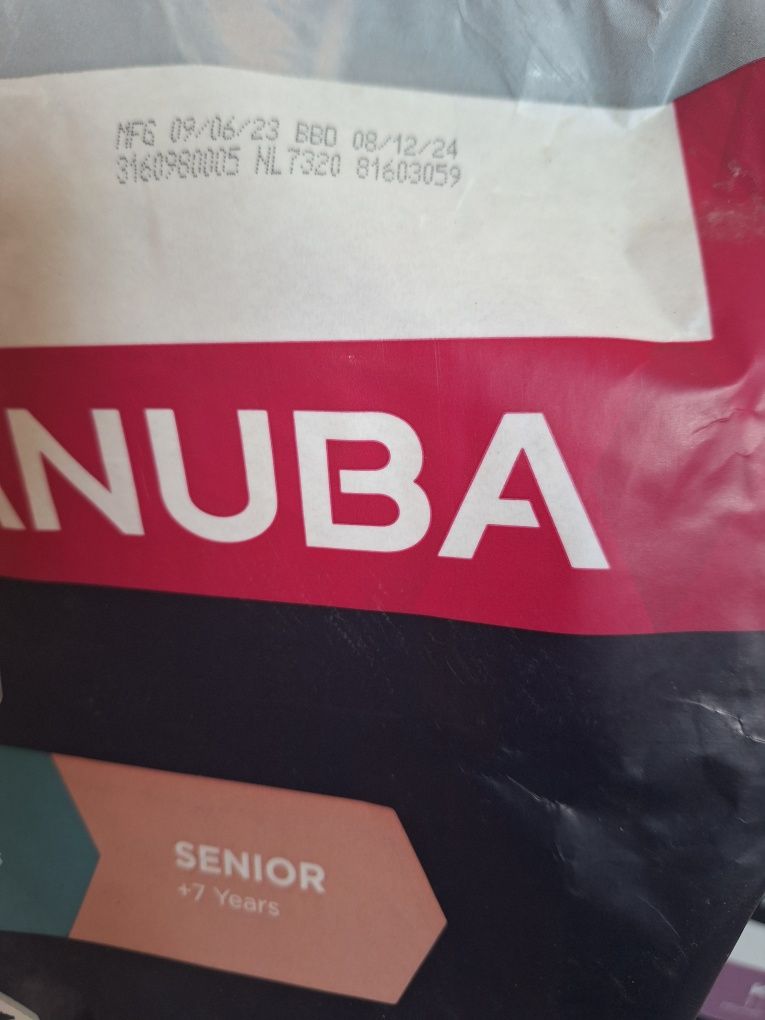 MFG 09/06/23 BBD 08/12/24
3160980005 NL7320 81603059
ANUBA
SENIOR
+7 Years